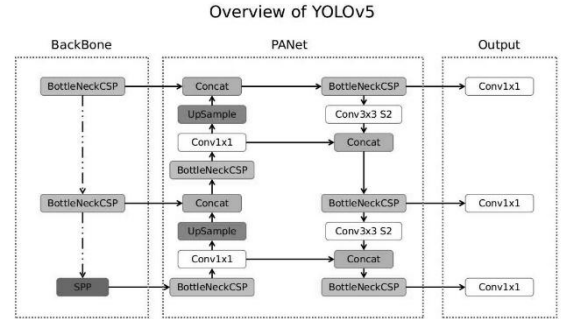 Overview of YOLOv5
BackBone PANet Output
BottleNeckCSP Concat BottleNeckCSP Conv1x1
UpSample Conv3x3 S2
Conv1x1 Concat
BottleNeckCSP
BottleNeckCSP Concat BottleNeckCSP Conv1x1
UpSample Conv3x3 S2
Conv1x1 Concat
SPP BottleNeckCSP BottleNeckCSP Conv1x1